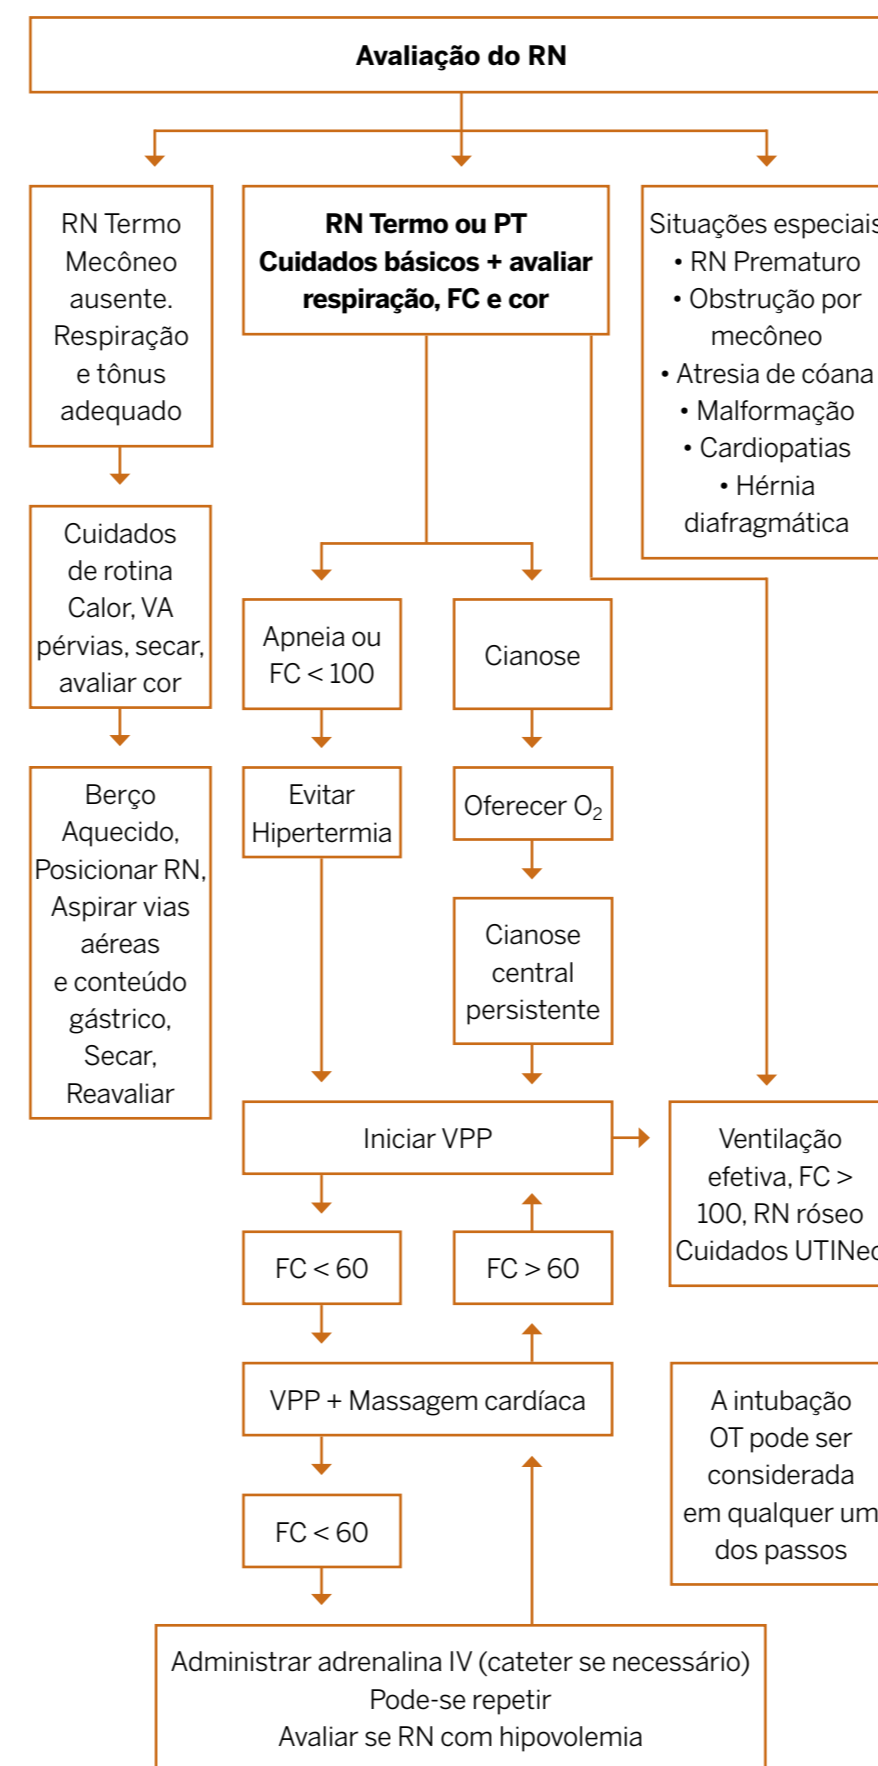 Avaliação do RN
RN Termo
Mecôneo
ausente.
Respiração
e tônus
adequado
RN Termo ou PT
Cuidados básicos + avaliar
respiração, FC e cor
Situações especiais
• RN Prematuro
• Obstrução por
mecôneo
• Atresia de cóana
• Malformação
• Cardiopatias
• Hérnia
diafragmática
Cuidados
de rotina
Calor, VA
pérvias, secar,
avaliar cor
Apneia ou
FC < 100
Cianose
Berço
Aquecido,
Posicionar RN,
Aspirar vias
aéreas
e conteúdo
gástrico,
Secar,
Reavaliar
Evitar
Hipertermia
Oferecer O₂
Cianose
central
persistente
Iniciar VPP
Ventilação
efetiva, FC >
100, RN róseo
Cuidados UTINeo
FC < 60
FC > 60
VPP + Massagem cardíaca
A intubação
OT pode ser
considerada
em qualquer um
dos passos
FC < 60
Administrar adrenalina IV (cateter se necessário)
Pode-se repetir
Avaliar se RN com hipovolemia